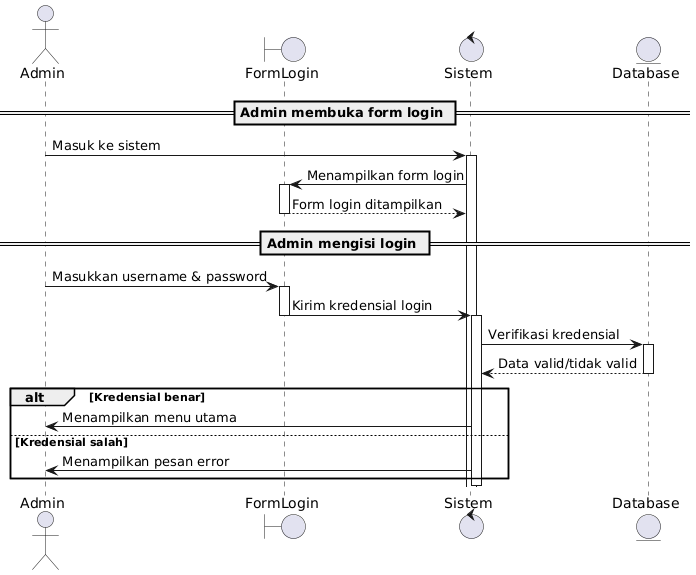 Admin
FormLogin
Sistem
Database
Admin membuka form login
Masuk ke sistem
Menampilkan form login
Form login ditampilkan
Admin mengisi login
Masukkan username & password
Kirim kredensial login
Verifikasi kredensial
Data valid/tidak valid
alt
[Kredensial benar]
Menampilkan menu utama
[Kredensial salah]
Menampilkan pesan error
Admin
FormLogin
Sistem
Database